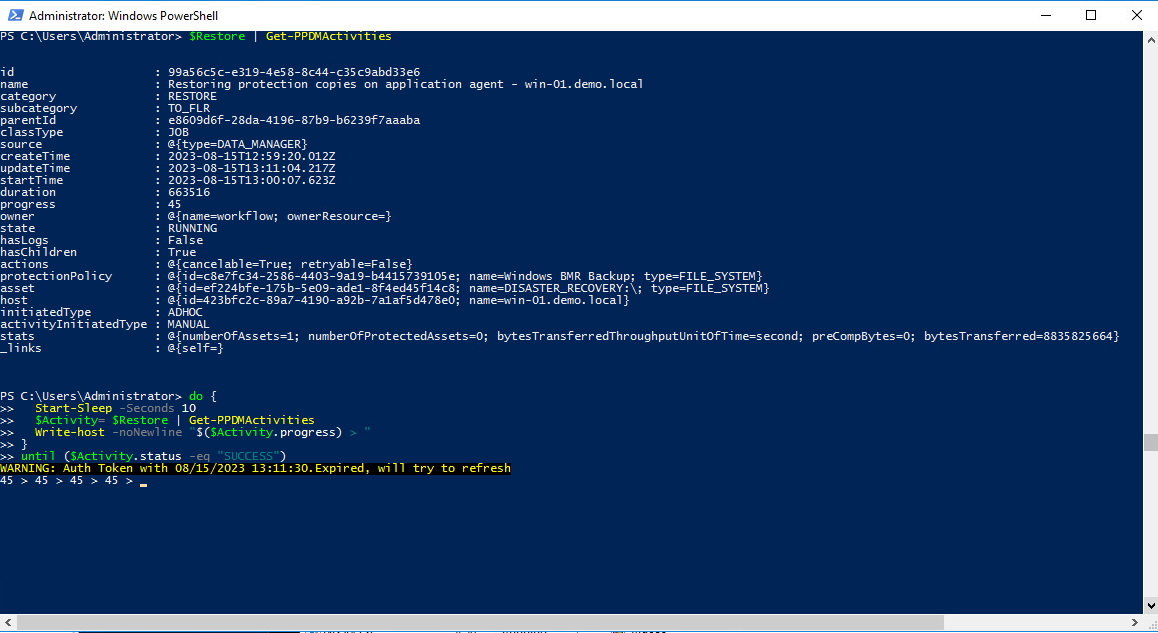 Administrator: Windows PowerShell
PS C:\Users\Administrator> $Restore | Get-PPDMActivities
id : 99a56c5c-e319-4e58-8c44-c35c9abd33e6
name : Restoring protection copies on application agent - win-01.demo.local
category : RESTORE
subcategory : TO_FLR
parentId : e8609d6f-28da-4196-87b9-b6239f7aaaba
classType : JOB
source : @{type=DATA_MANAGER}
createTime : 2023-08-15T12:59:20.012Z
updateTime : 2023-08-15T13:11:04.217Z
startTime : 2023-08-15T13:00:07.623Z
duration : 663516
progress : 45
owner : @{name=workflow; ownerResource=}
state : RUNNING
hasLogs : False
hasChildren : True
actions : @{cancelable=True; retryable=False}
protectionPolicy : @{id=c8e7fc34-2586-4403-9a19-b4415739105e; name=Windows BMR Backup; type=FILE_SYSTEM}
asset : @{id=ef224bfe-175b-5e09-ade1-8f4ed45f14c8; name=DISASTER_RECOVERY:\; type=FILE_SYSTEM}
host : @{id=423bfc2c-89a7-4190-a92b-7a1af5d478e0; name=win-01.demo.local}
initiatedType : ADHOC
activityInitiatedType : MANUAL
stats : @{numberOfAssets=1; numberOfProtectedAssets=0; bytesTransferredThroughputUnitOfTime=second; preCompBytes=0; bytesTransferred=8835825664}
_links : @{self=}
PS C:\Users\Administrator> do {
>> Start-Sleep -Seconds 10
>> $Activity= $Restore | Get-PPDMActivities
>> Write-host -noNewline "$($Activity.progress) > "
>> }
>> until ($Activity.status -eq "SUCCESS")
WARNING: Auth Token with 08/15/2023 13:11:30.Expired, will try to refresh
45 > 45 > 45 > 45 >